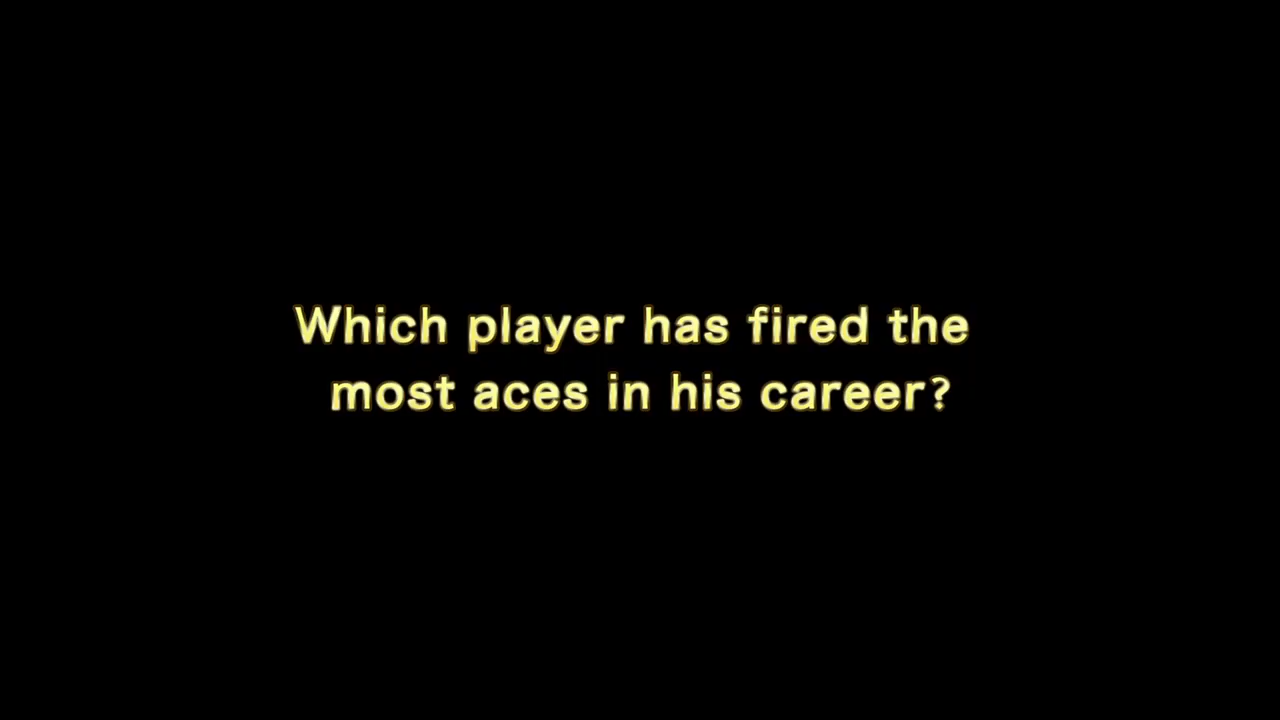 Which player has fired the
most aces in his career?